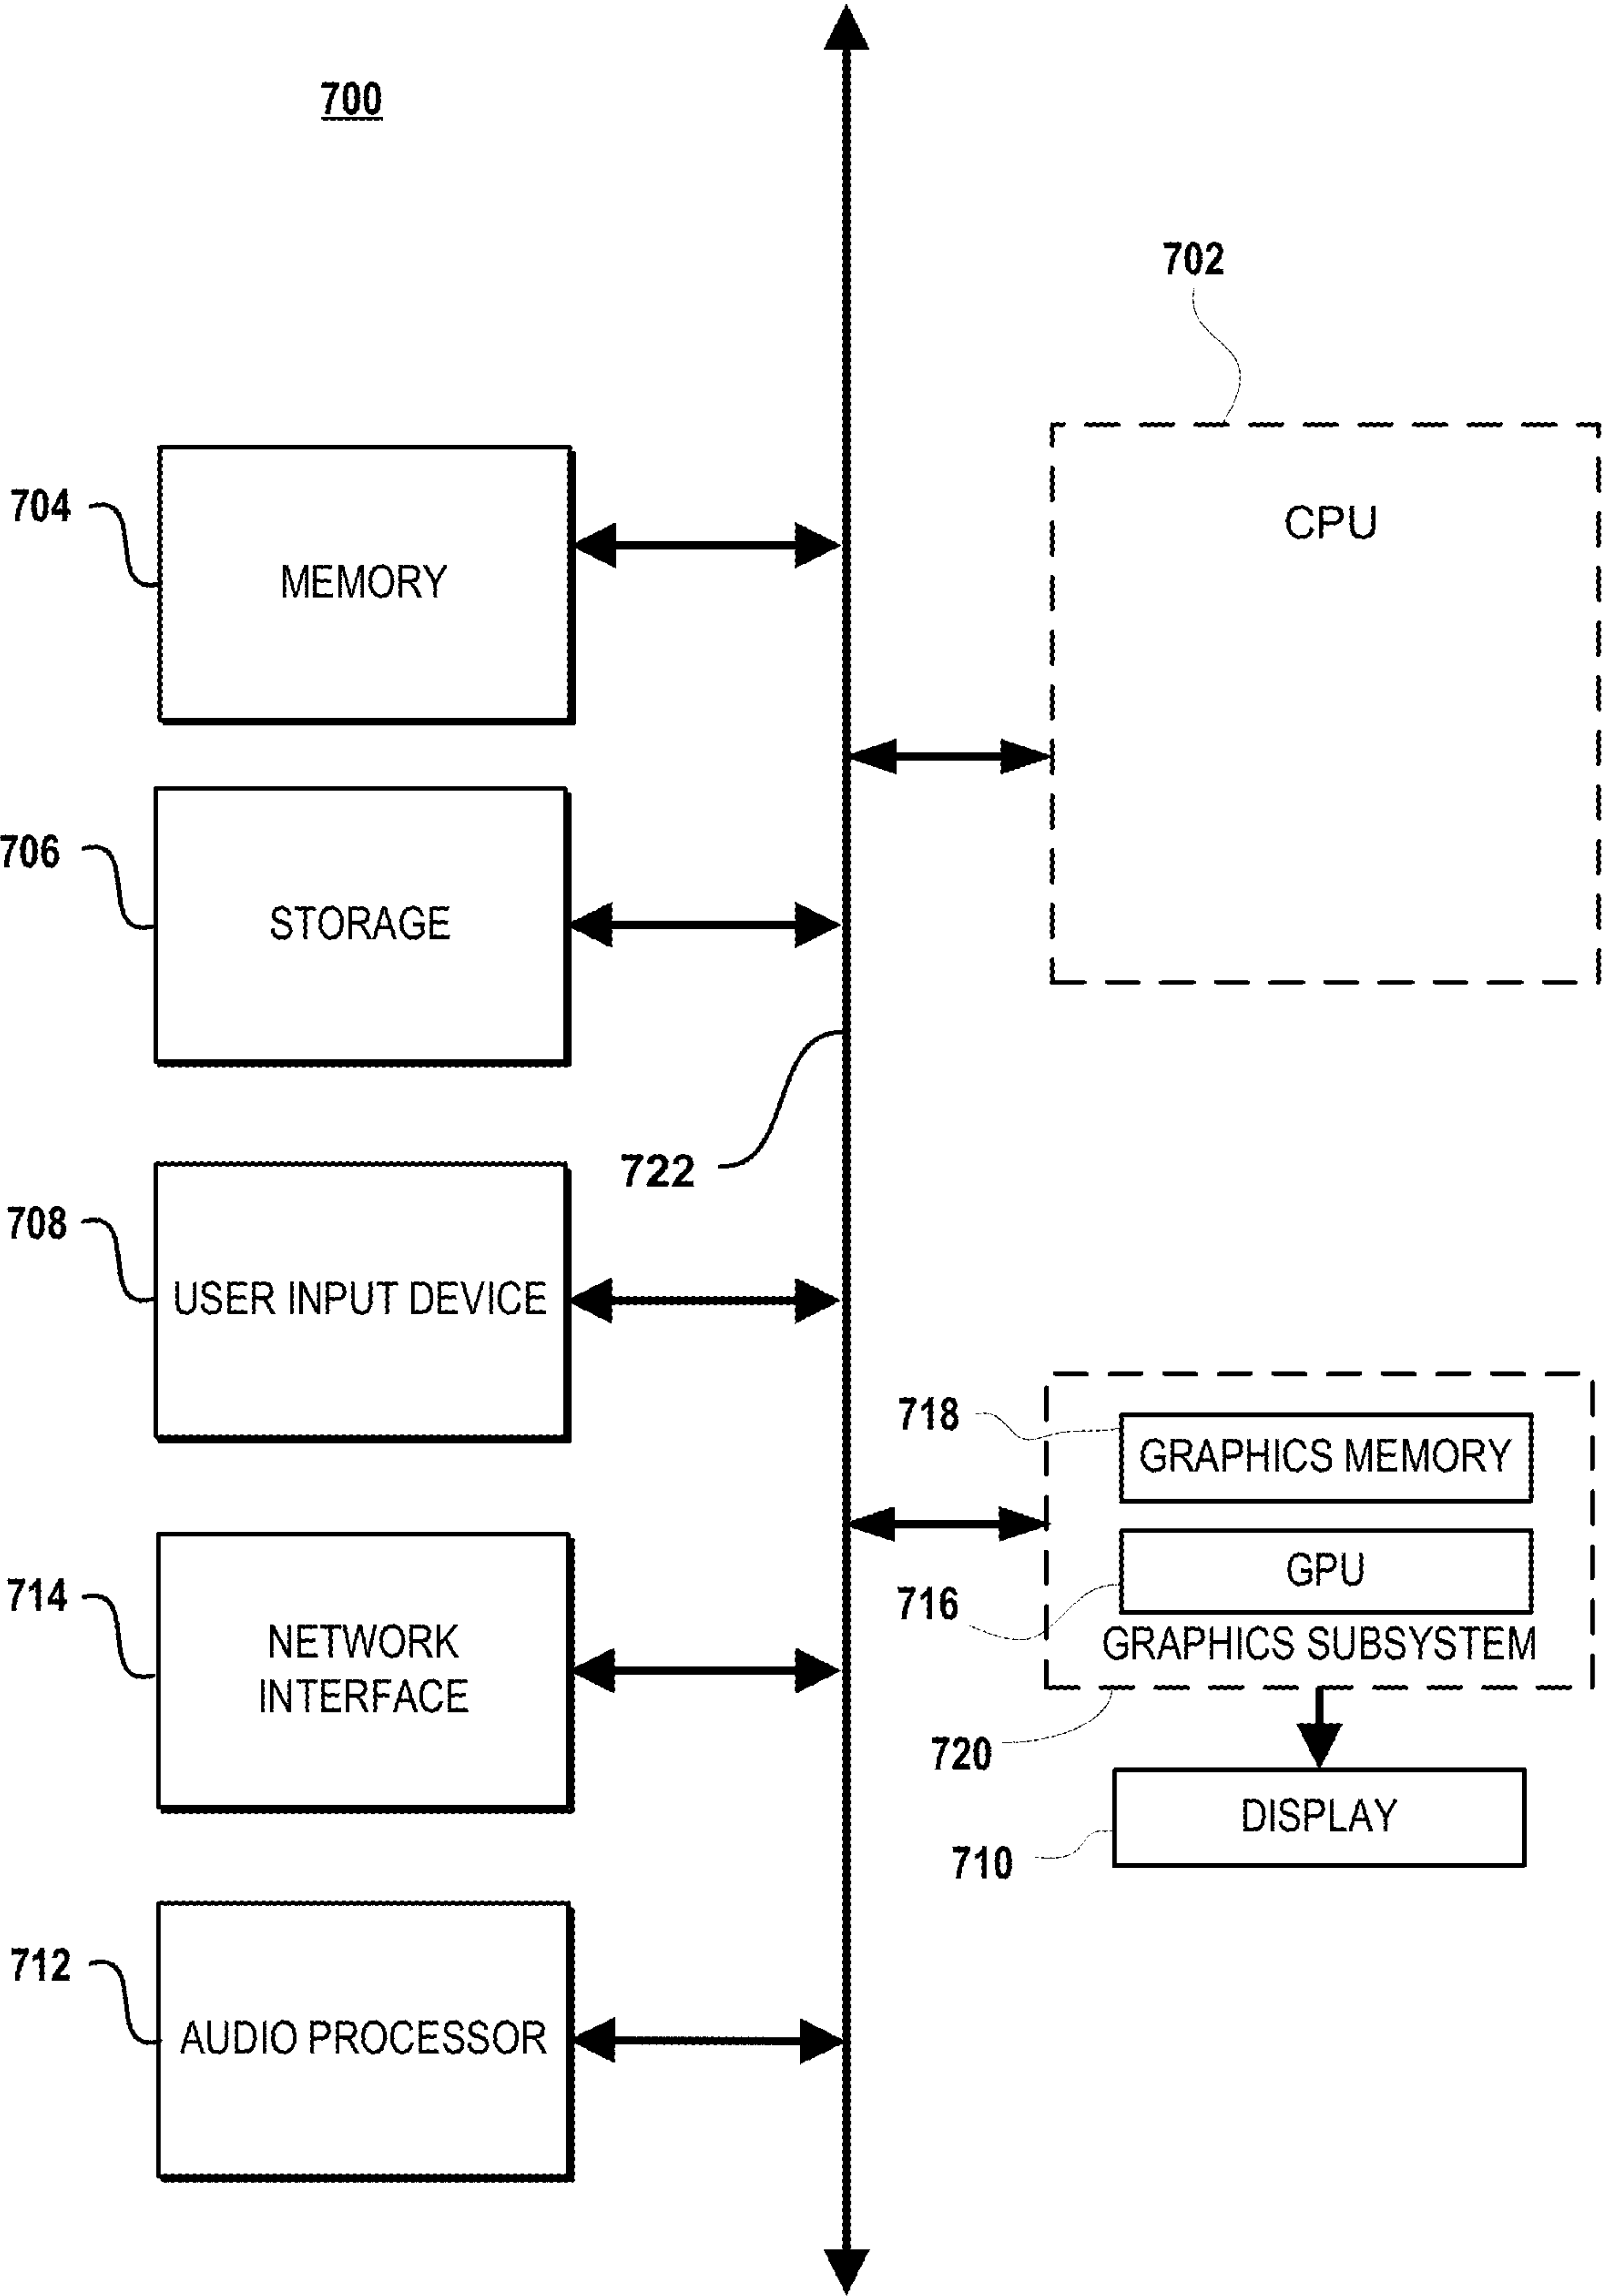 700
702
CPU
704
MEMORY
706
STORAGE
722
708
USER INPUT DEVICE
718
GRAPHICS MEMORY
GPU
716
GRAPHICS SUBSYSTEM
714
NETWORK
INTERFACE
720
DISPLAY
710
712
AUDIO PROCESSOR